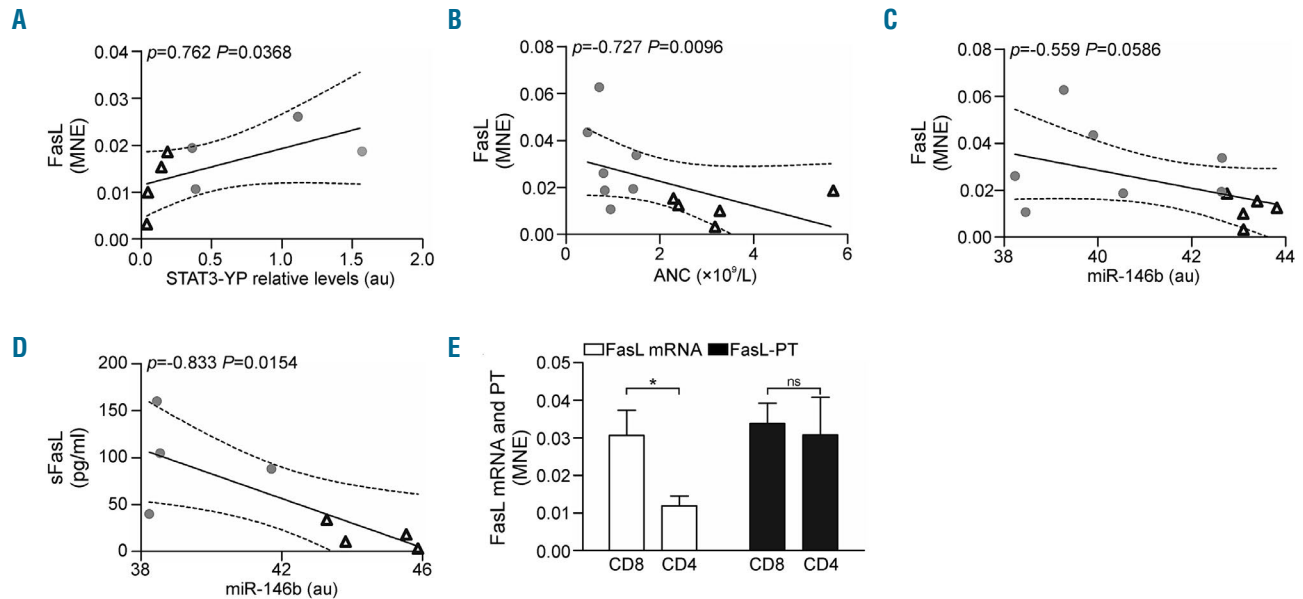 A
p=0.762 P=0.0368
0.04
0.03
0.02
0.01
0.00
FasL
(MNE)
0.0
0.5
1.0
1.5
2.0
STAT3-YP relative levels (au)
B
p=-0.727 P=0.0096
0.08
0.06
0.04
0.02
0.00
FasL
(MNE)
0
2
4
6
ANC (×10⁹/L)
C
p=-0.559 P=0.0586
0.08
0.06
0.04
0.02
0.00
FasL
(MNE)
38
40
42
44
miR-146b (au)
D
p=-0.833 P=0.0154
200
150
100
50
0
sFasL
(pg/ml)
38
42
46
miR-146b (au)
E
FasL mRNA FasL-PT
0.05
0.04
0.03
0.02
0.01
0.00
FasL mRNA and PT
(MNE)
* ns
CD8 CD4 CD8 CD4